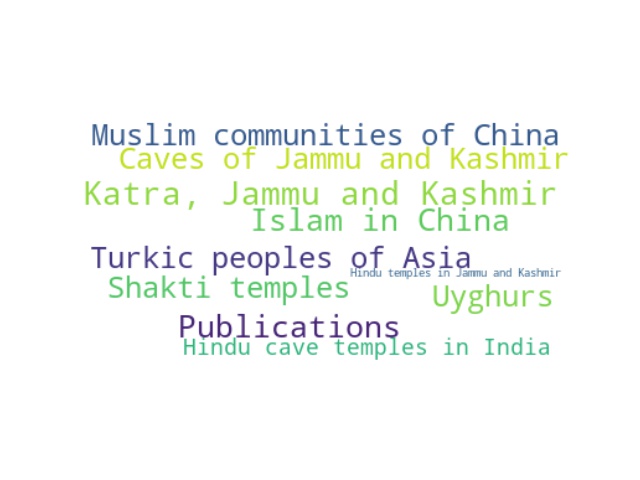 Muslim communities of China
Caves of Jammu and Kashmir
Katra, Jammu and Kashmir
Islam in China
Turkic peoples of Asia
Hindu temples in Jammu and Kashmir
Shakti temples
Uyghurs
Publications
Hindu cave temples in India